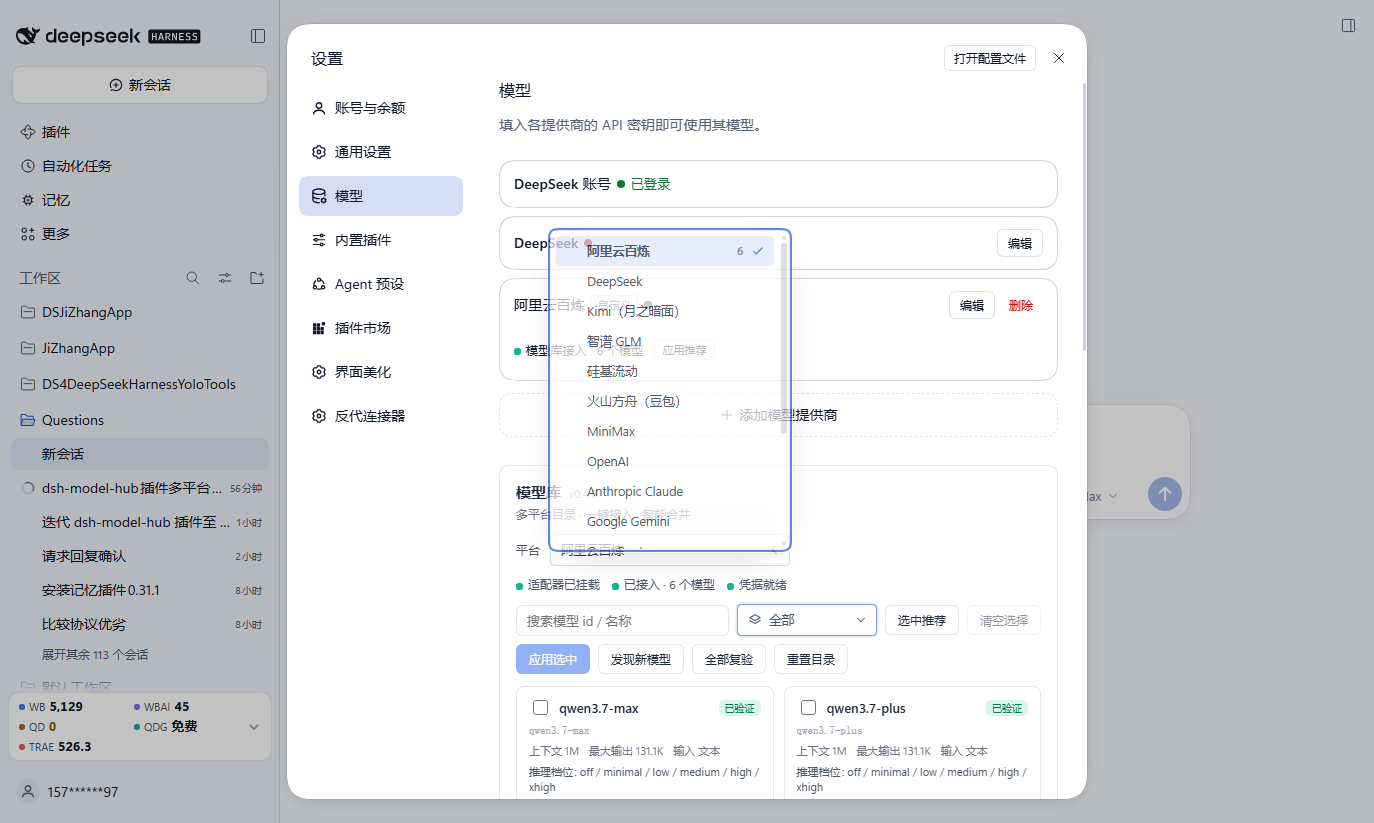 deepseek HARNESS
新会话
插件
自动化任务
记忆
更多
工作区
DSJiZhangApp
JiZhangApp
DS4DeepSeekHarnessYoloTools
Questions
新会话
dsh-model-hub 插件多平台... 56 分钟
迭代 dsh-model-hub 插件至 ... 1小时
请求回复确认 2小时
安装记忆插件 0.31.1 8小时
比较协议优劣 8小时
展开其余 113 个会话
默认工作区
WB 5,129 WBAI 45
QD 0 QDG 免费
TRAE 526.3
157******97
设置
打开配置文件
账号与余额
通用设置
模型
内置插件
Agent 预设
插件市场
界面美化
反代连接器
模型
填入各提供商的 API 密钥即可使用其模型。
DeepSeek 账号 已登录
DeepSeek 编辑
阿里云百炼 自定义 编辑 删除
模型库接入 · 6 个模型 应用推荐
添加模型提供商
阿里云百炼 6
DeepSeek
Kimi（月之暗面）
智谱 GLM
硅基流动
火山方舟（豆包）
MiniMax
OpenAI
Anthropic Claude
Google Gemini
模型库
多平台目录 · 一键接入 · 智能合并
平台 阿里云百炼
适配器已挂载 已接入 · 6 个模型 凭据就绪
搜索模型 id / 名称 全部 选中推荐 清空选择
应用选中 发现新模型 全部复验 重置目录
qwen3.7-max 已验证
qwen3.7-max
上下文 1M 最大输出 131.1K 输入 文本
推理档位: off / minimal / low / medium / high /
xhigh
qwen3.7-plus 已验证
qwen3.7-plus
上下文 1M 最大输出 131.1K 输入 文本
推理档位: off / minimal / low / medium / high /
xhigh